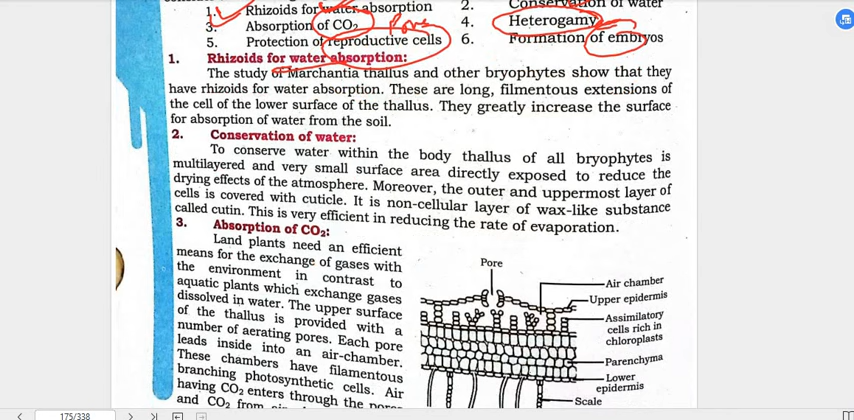 1. Rhizoids for water absorption 2. Conservation of water
3. Absorption of CO₂ Pore 4. Heterogamy
5. Protection of reproductive cells 6. Formation of embryos
1. Rhizoids for water absorption:
The study of Marchantia thallus and other bryophytes show that they
have rhizoids for water absorption. These are long, filmentous extensions of
the cell of the lower surface of the thallus. They greatly increase the surface
for absorption of water from the soil.
2. Conservation of water:
To conserve water within the body thallus of all bryophytes is
multilayered and very small surface area directly exposed to reduce the
drying effects of the atmosphere. Moreover, the outer and uppermost layer of
cells is covered with cuticle. It is non-cellular layer of wax-like substance
called cutin. This is very efficient in reducing the rate of evaporation.
3. Absorption of CO₂:
Land plants need an efficient
means for the exchange of gases with
the environment in contrast to
aquatic plants which exchange gases
dissolved in water. The upper surface
of the thallus is provided with a
number of aerating pores. Each pore
leads inside into an air-chamber.
These chambers have filamentous
branching photosynthetic cells. Air
having CO₂ enters through the pores
and CO₂ from
Pore
Air chamber
Upper epidermis
Assimilatory
cells rich in
chloroplasts
Parenchyma
Lower
epidermis
Scale
175/338